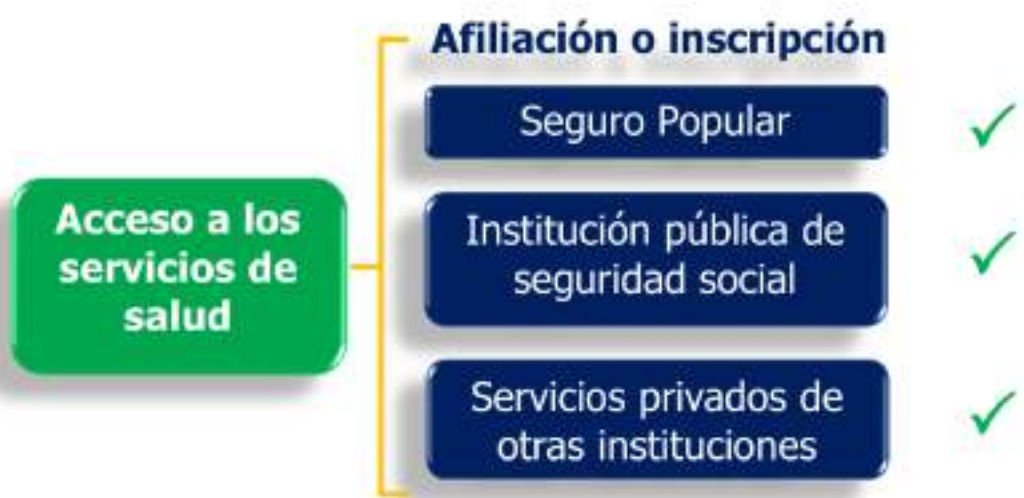 Afiliación o inscripción
Seguro Popular
Acceso a los
servicios de
salud
Institución pública de
seguridad social
Servicios privados de
otras instituciones